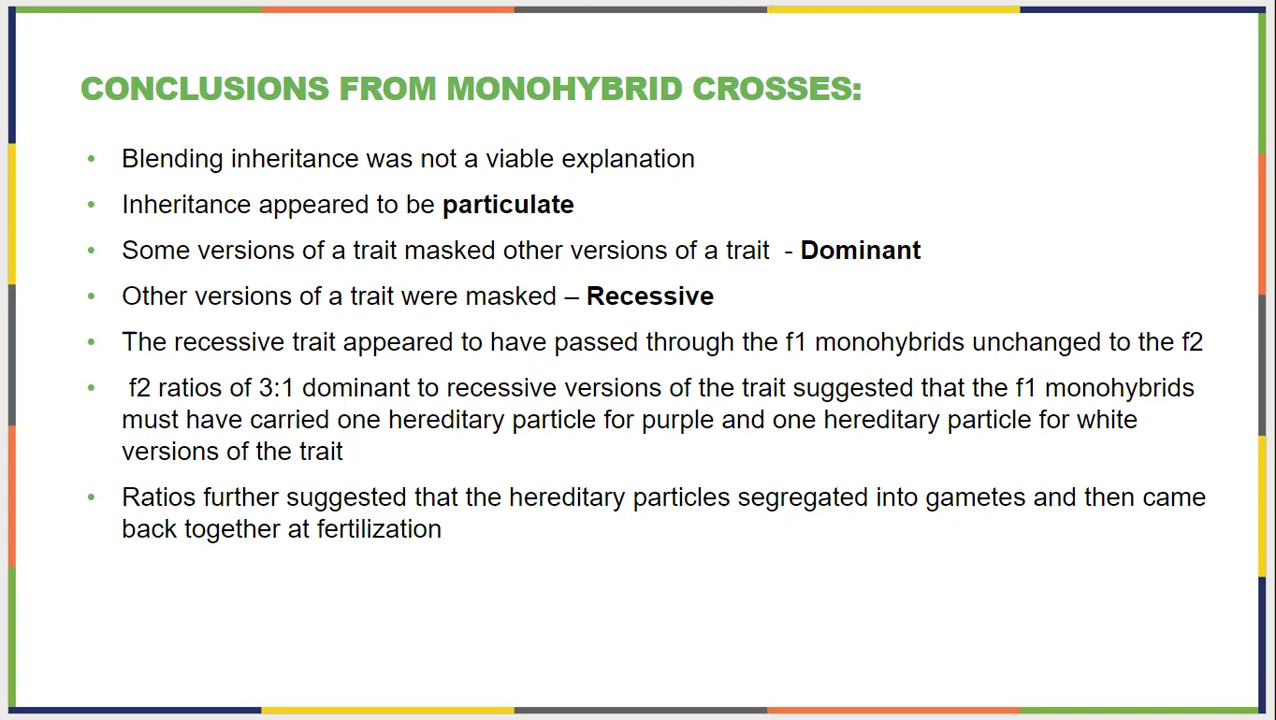 CONCLUSIONS FROM MONOHYBRID CROSSES:
• Blending inheritance was not a viable explanation
• Inheritance appeared to be particulate
• Some versions of a trait masked other versions of a trait - Dominant
• Other versions of a trait were masked – Recessive
• The recessive trait appeared to have passed through the f1 monohybrids unchanged to the f2
• f2 ratios of 3:1 dominant to recessive versions of the trait suggested that the f1 monohybrids
must have carried one hereditary particle for purple and one hereditary particle for white
versions of the trait
• Ratios further suggested that the hereditary particles segregated into gametes and then came
back together at fertilization